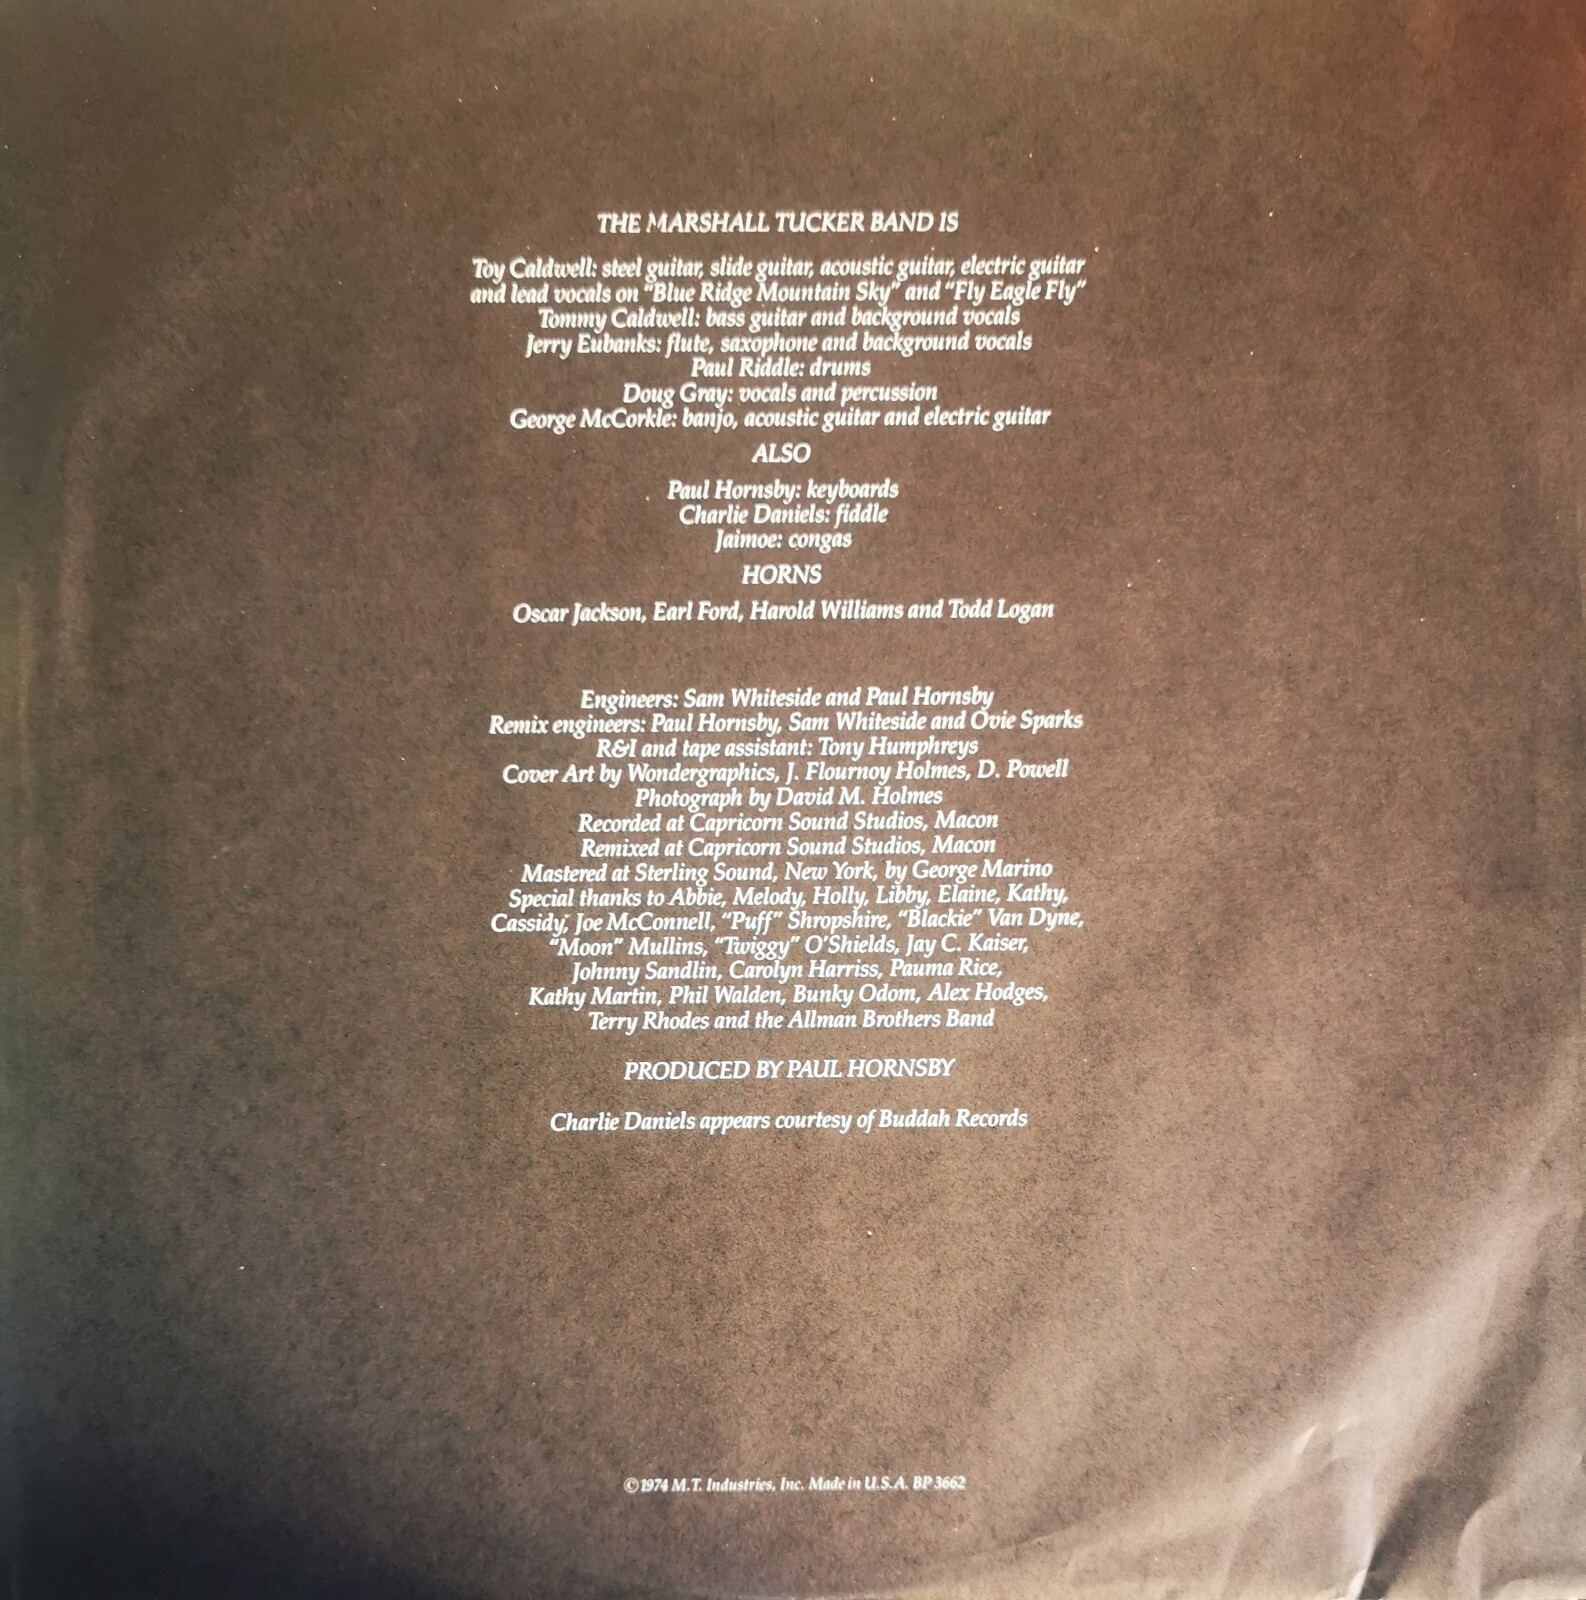 THE MARSHALL TUCKER BAND IS
Toy Caldwell: steel guitar, slide guitar, acoustic guitar, electric guitar
and lead vocals on “Blue Ridge Mountain Sky” and “Fly Eagle Fly”
Tommy Caldwell: bass guitar and background vocals
Jerry Eubanks: flute, saxophone and background vocals
Paul Riddle: drums
Doug Gray: vocals and percussion
George McCorkle: banjo, acoustic guitar and electric guitar
ALSO
Paul Hornsby: keyboards
Charlie Daniels: fiddle
Jaimoe: congas
HORNS
Oscar Jackson, Earl Ford, Harold Williams and Todd Logan
Engineers: Sam Whiteside and Paul Hornsby
Remix engineers: Paul Hornsby, Sam Whiteside and Ovie Sparks
R&I and tape assistant: Tony Humphreys
Cover Art by Wondergraphics, J. Flournoy Holmes, D. Powell
Photograph by David M. Holmes
Recorded at Capricorn Sound Studios, Macon
Remixed at Capricorn Sound Studios, Macon
Mastered at Sterling Sound, New York, by George Marino
Special thanks to Abbie, Melody, Holly, Libby, Elaine, Kathy,
Cassidy, Joe McConnell, “Puff” Shropshire, “Blackie” Van Dyne,
“Moon” Mullins, “Twiggy” O'Shields, Jay C. Kaiser,
Johnny Sandlin, Carolyn Harriss, Pauma Rice,
Kathy Martin, Phil Walden, Bunky Odom, Alex Hodges,
Terry Rhodes and the Allman Brothers Band
PRODUCED BY PAUL HORNSBY
Charlie Daniels appears courtesy of Buddah Records
©1974 M.T. Industries, Inc. Made in U.S.A. BP 3662